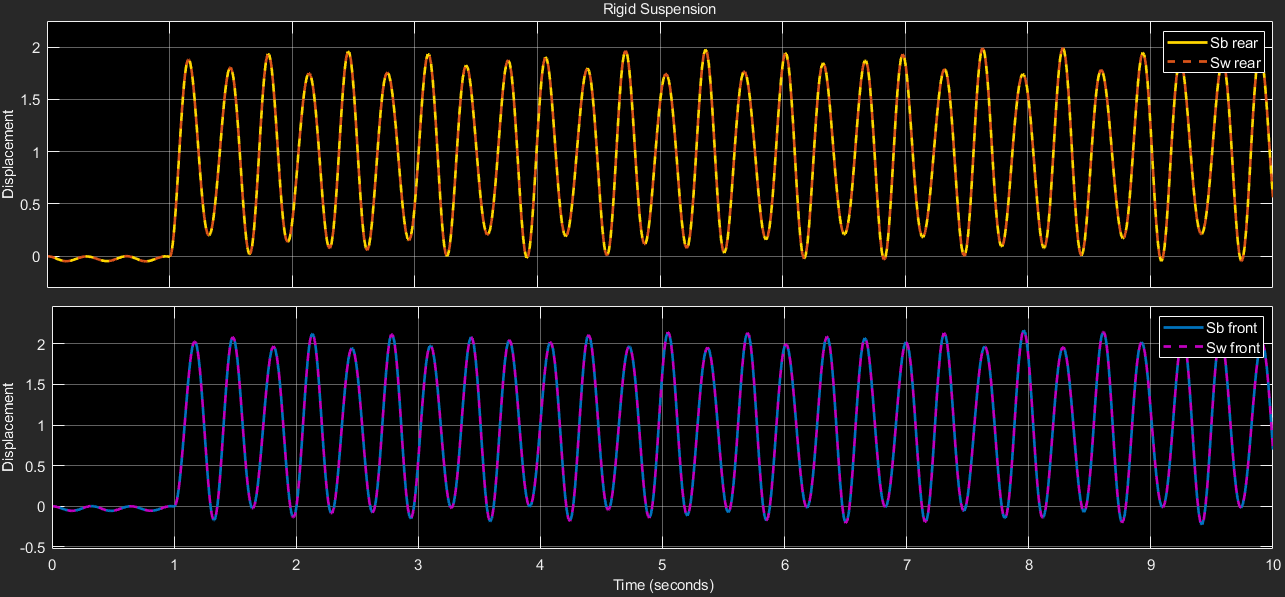 Rigid Suspension
Displacement
2
1.5
1
0.5
0
Sb rear
Sw rear
Displacement
2
1.5
1
0.5
0
-0.5
Sb front
Sw front
0 1 2 3 4 5 6 7 8 9 10
Time (seconds)